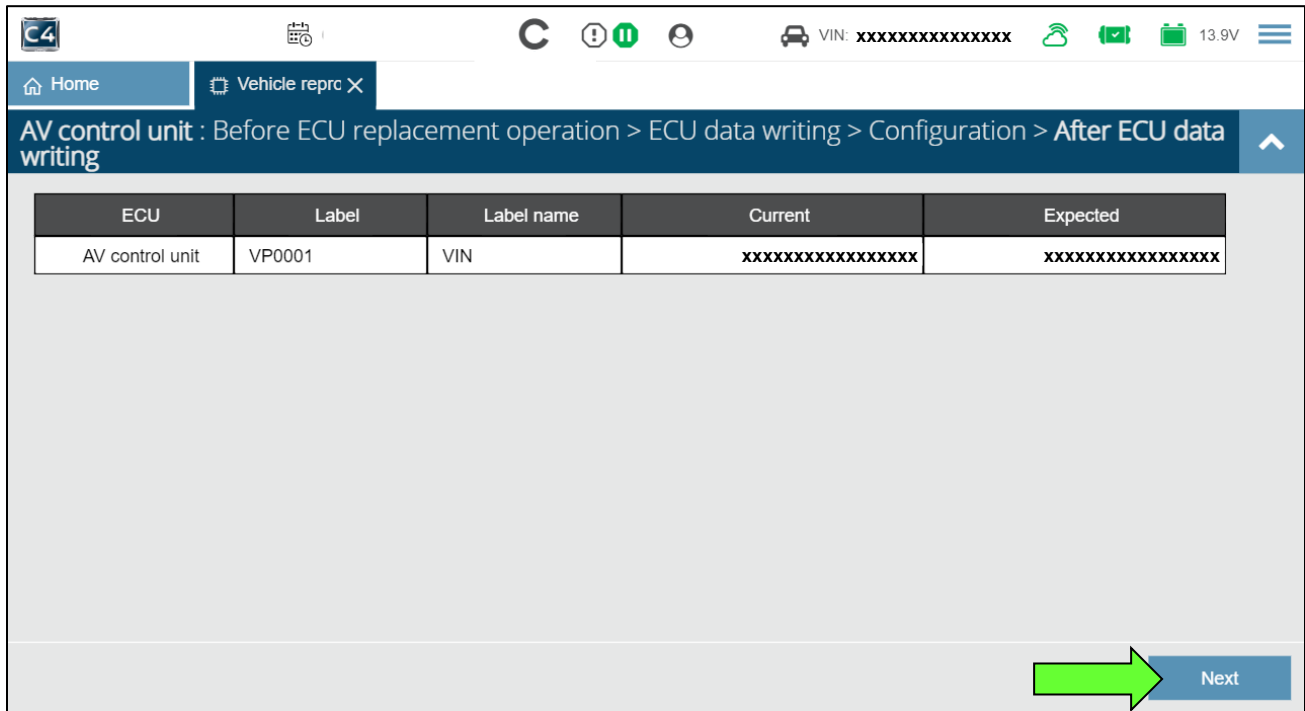 C4
VIN: xxxxxxxxxxxxxxx
13.9V
Home
Vehicle repro
AV control unit : Before ECU replacement operation > ECU data writing > Configuration > After ECU data
writing
ECU Label Label name Current Expected
AV control unit VP0001 VIN xxxxxxxxxxxxxxxxx xxxxxxxxxxxxxxxxx
Next